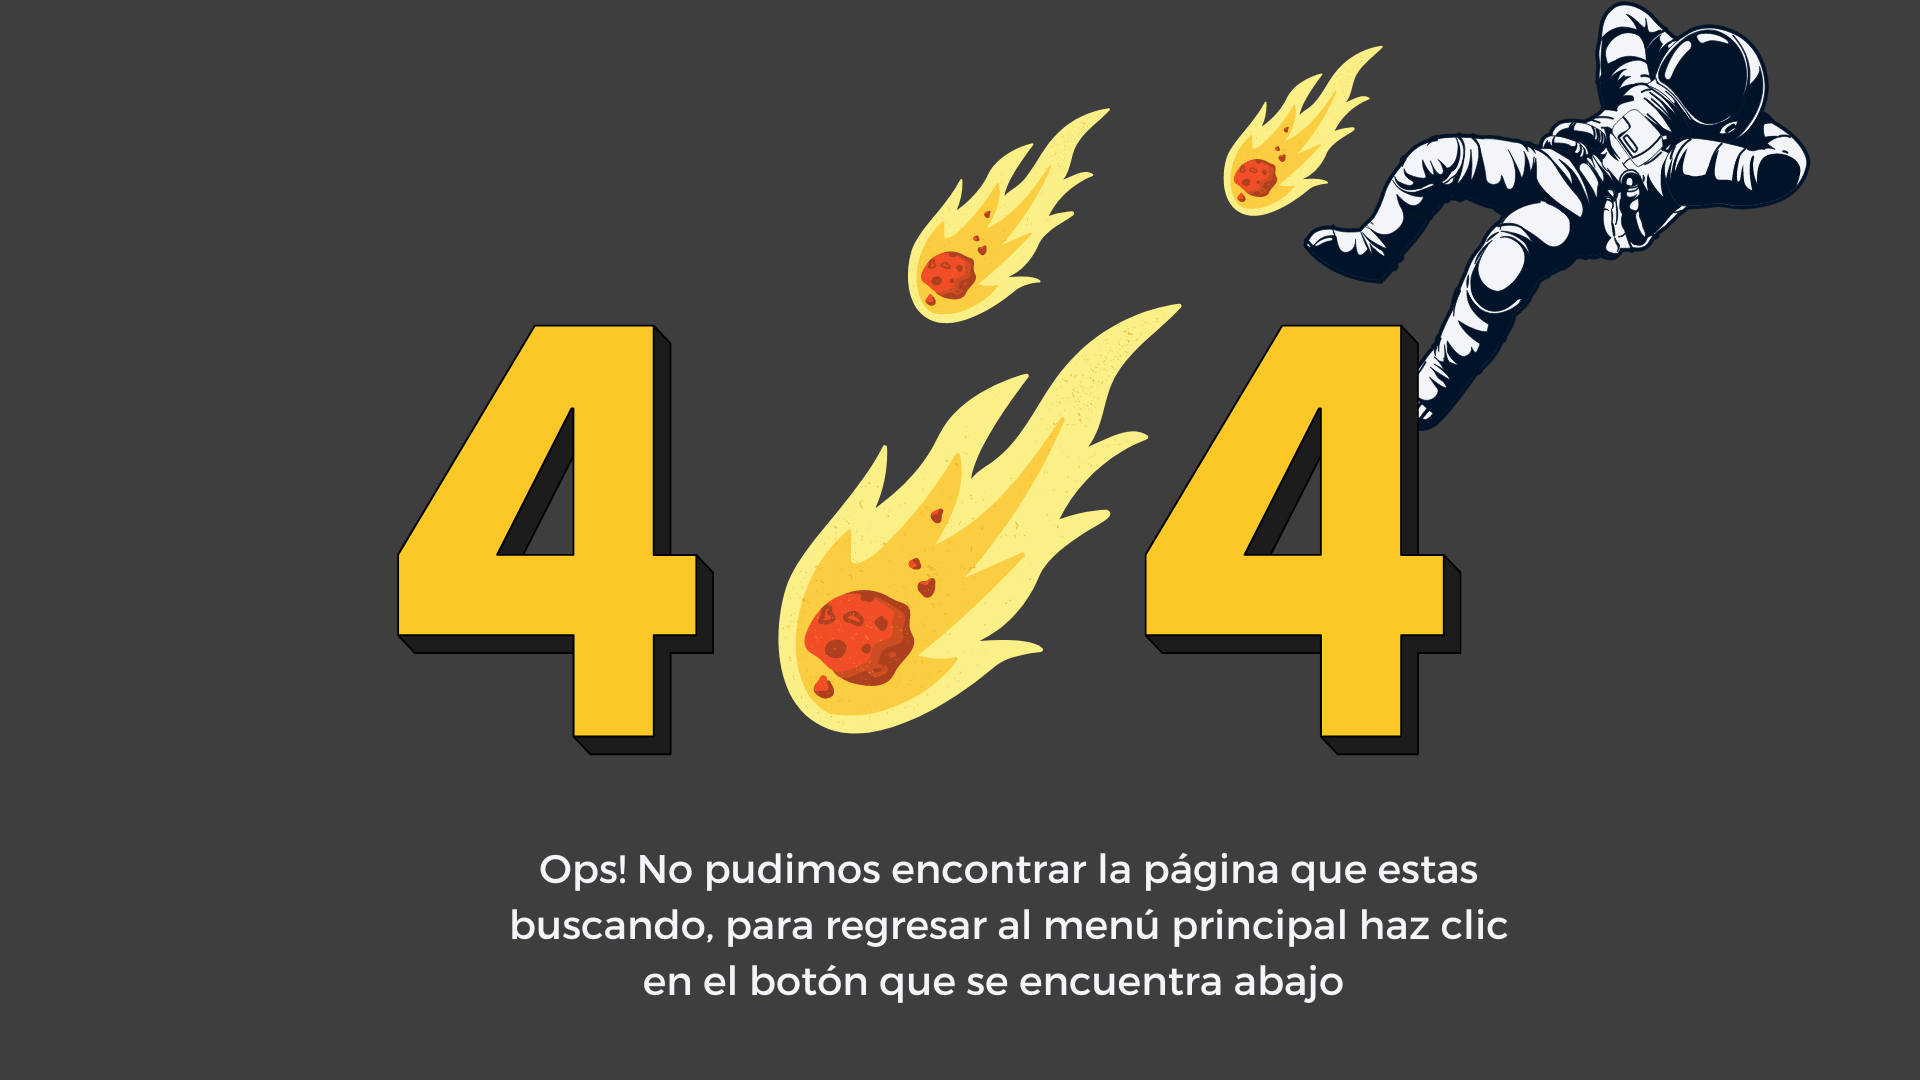 4 4
Ops! No pudimos encontrar la página que estas
buscando, para regresar al menú principal haz clic
en el botón que se encuentra abajo